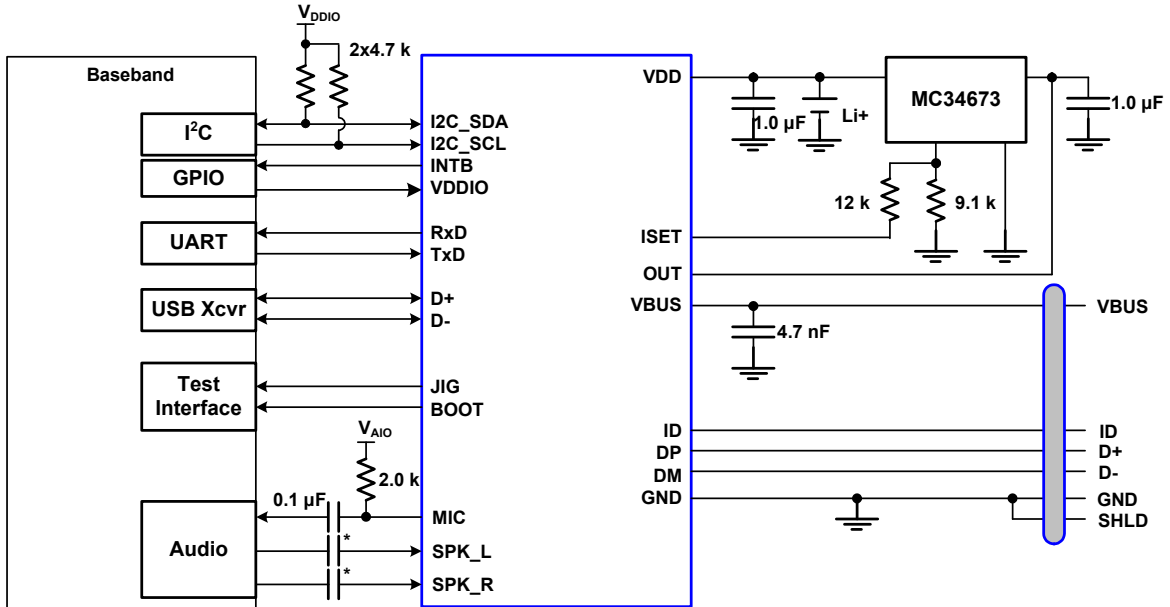 V_DDIO
2x4.7 k
Baseband
I²C
GPIO
UART
USB Xcvr
Test
Interface
Audio
I2C_SDA
I2C_SCL
INTB
VDDIO
RxD
TxD
D+
D-
JIG
BOOT
V_AIO
2.0 k
0.1 µF
MIC
*
SPK_L
*
SPK_R
VDD
1.0 µF
Li+
MC34673
1.0 µF
12 k
9.1 k
ISET
OUT
VBUS
4.7 nF
VBUS
ID
DP
DM
GND
ID
D+
D-
GND
SHLD